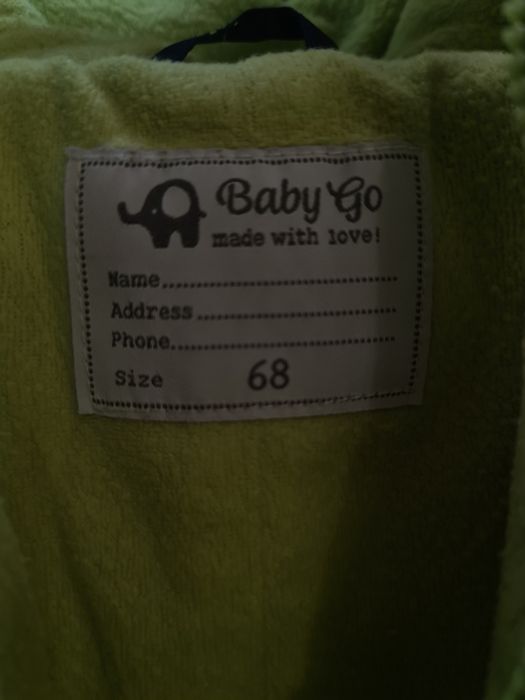 Baby Go
made with love!
Name........................................
Address..................................
Phone......................................
Size 68